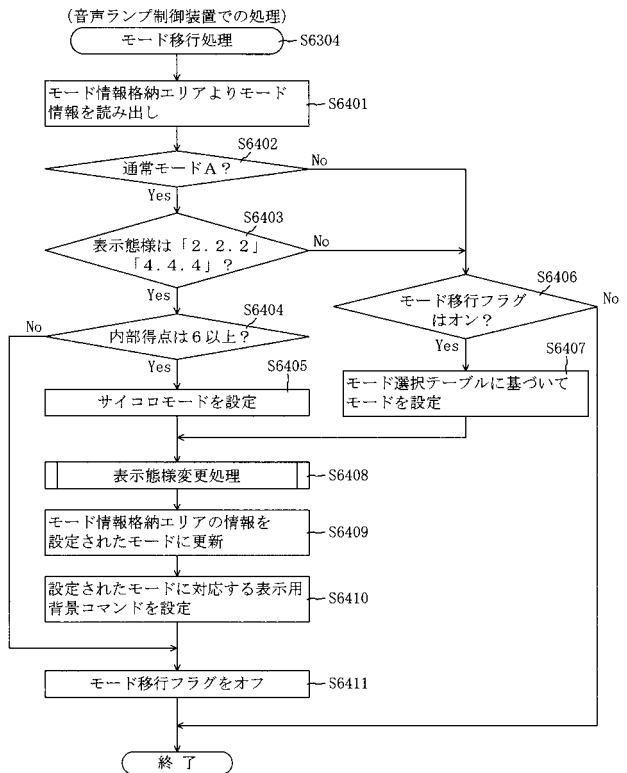 (音声ランプ制御装置での処理)
モード移行処理
S6304
モード情報格納エリアよりモード
情報を読み出し
S6401
通常モードA?
S6402
No
Yes
表示態様は「2.2.2」
「4.4.4」?
S6403
No
Yes
内部得点は6以上?
S6404
No
Yes
モード移行フラグ
はオン?
S6406
No
Yes
サイコロモードを設定
S6405
モード選択テーブルに基づいて
モードを設定
S6407
表示態様変更処理
S6408
モード情報格納エリアの情報を
設定されたモードに更新
S6409
設定されたモードに対応する表示用
背景コマンドを設定
S6410
モード移行フラグをオフ
S6411
終了